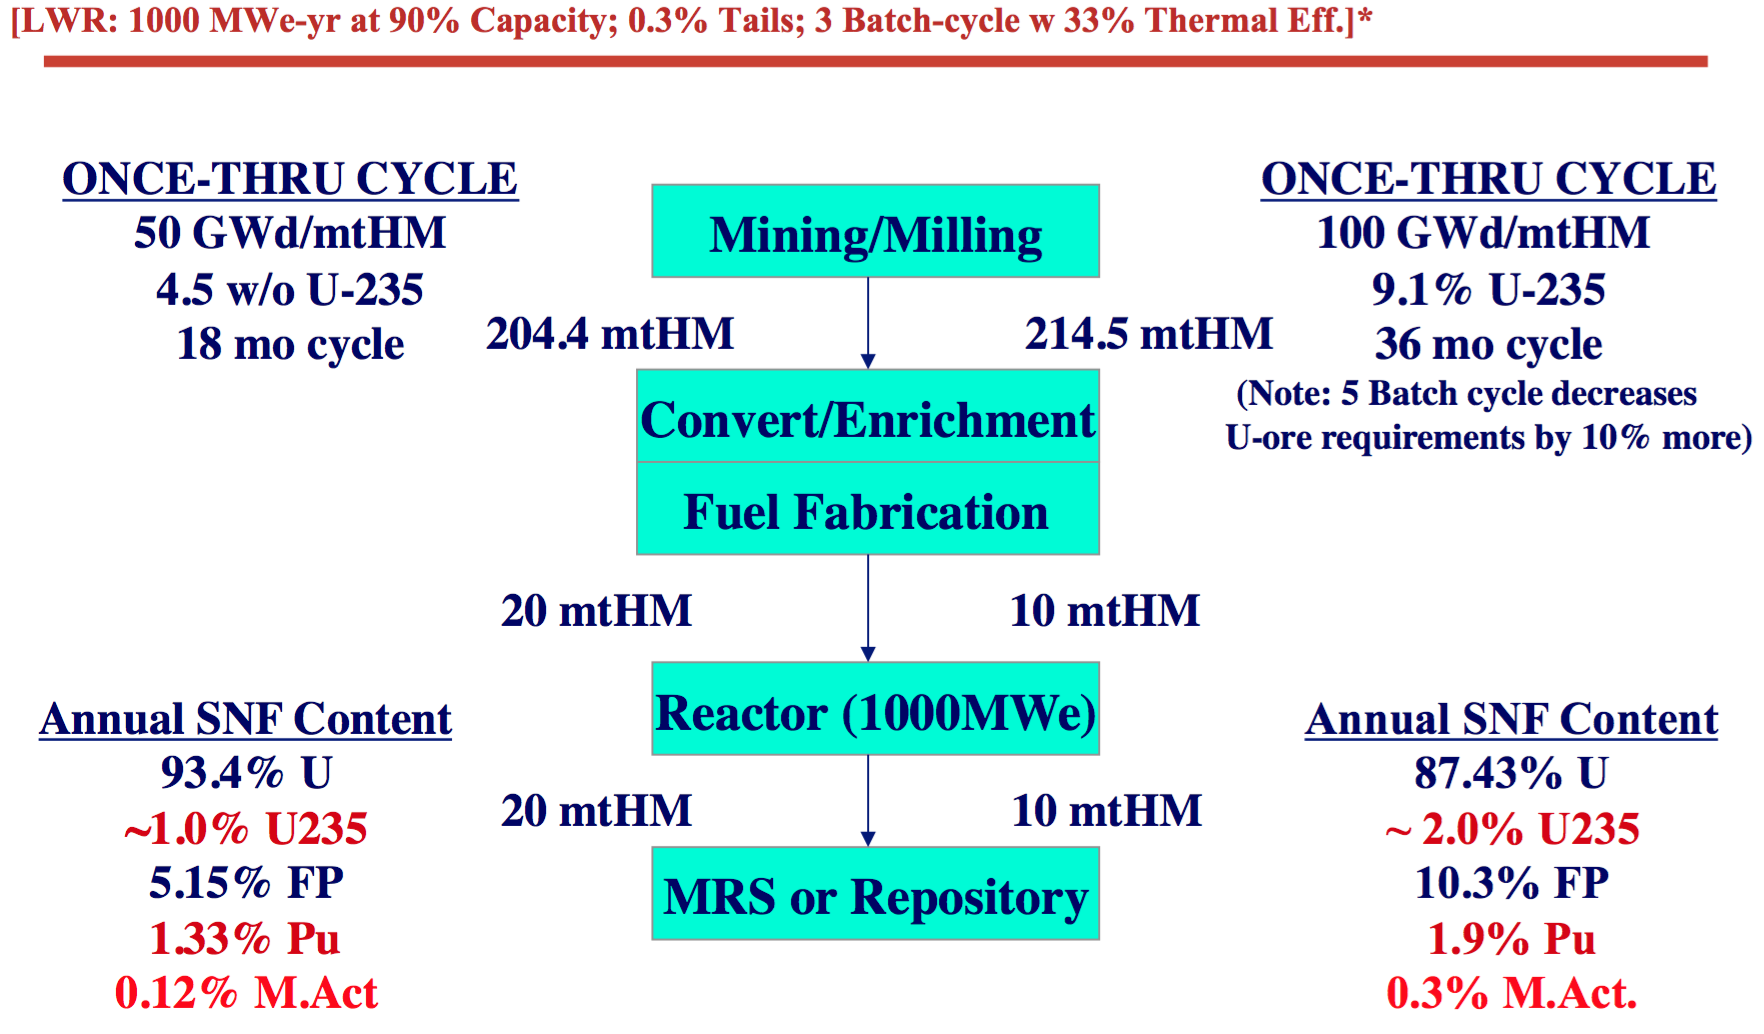 [LWR: 1000 MWe-yr at 90% Capacity; 0.3% Tails; 3 Batch-cycle w 33% Thermal Eff.]*
ONCE-THRU CYCLE
50 GWd/mtHM
4.5 w/o U-235
18 mo cycle
Mining/Milling
204.4 mtHM
214.5 mtHM
ONCE-THRU CYCLE
100 GWd/mtHM
9.1% U-235
36 mo cycle
(Note: 5 Batch cycle decreases
U-ore requirements by 10% more)
Convert/Enrichment
Fuel Fabrication
20 mtHM
10 mtHM
Reactor (1000MWe)
20 mtHM
10 mtHM
MRS or Repository
Annual SNF Content
93.4% U
~1.0% U235
5.15% FP
1.33% Pu
0.12% M.Act
Annual SNF Content
87.43% U
~ 2.0% U235
10.3% FP
1.9% Pu
0.3% M.Act.